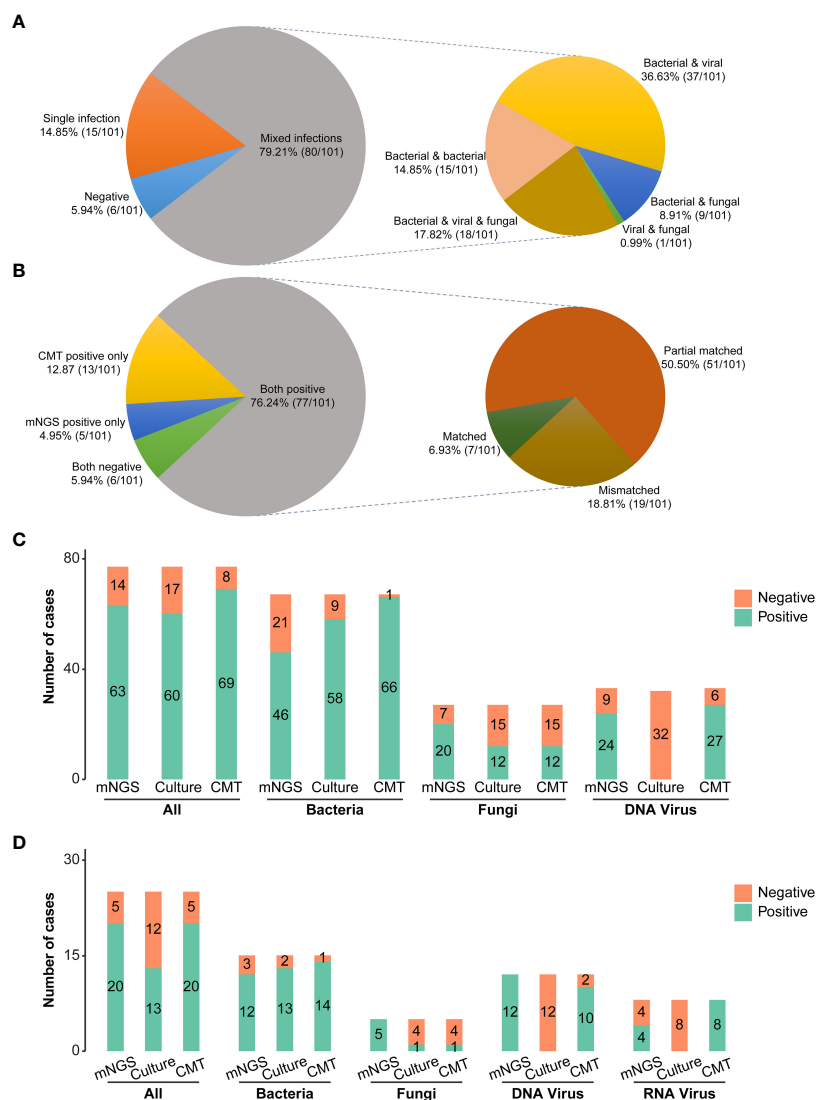 A
Single infection
14.85% (15/101)
Negative
5.94% (6/101)
Mixed infections
79.21% (80/101)
Bacterial & viral
36.63% (37/101)
Bacterial & bacterial
14.85% (15/101)
Bacterial & fungal
8.91% (9/101)
Bacterial & viral & fungal
17.82% (18/101)
Viral & fungal
0.99% (1/101)
B
CMT positive only
12.87 (13/101)
mNGS positive only
4.95% (5/101)
Both negative
5.94% (6/101)
Both positive
76.24% (77/101)
Partial matched
50.50% (51/101)
Matched
6.93% (7/101)
Mismatched
18.81% (19/101)
C
Number of cases
80
40
0
14 17 8
63 60 69
21 9 1
46 58 66
7 15 15
20 12 12
9 32 6
24 27
mNGS Culture CMT mNGS Culture CMT mNGS Culture CMT mNGS Culture CMT
All Bacteria Fungi DNA Virus
Negative
Positive
D
Number of cases
30
15
0
5 12 5
20 13 20
3 2 1
12 13 14
4 4
5 1 1
2
12 12 10
4 8 8
4
mNGS Culture CMT mNGS Culture CMT mNGS Culture CMT mNGS Culture CMT mNGS Culture CMT
All Bacteria Fungi DNA Virus RNA Virus
Negative
Positive